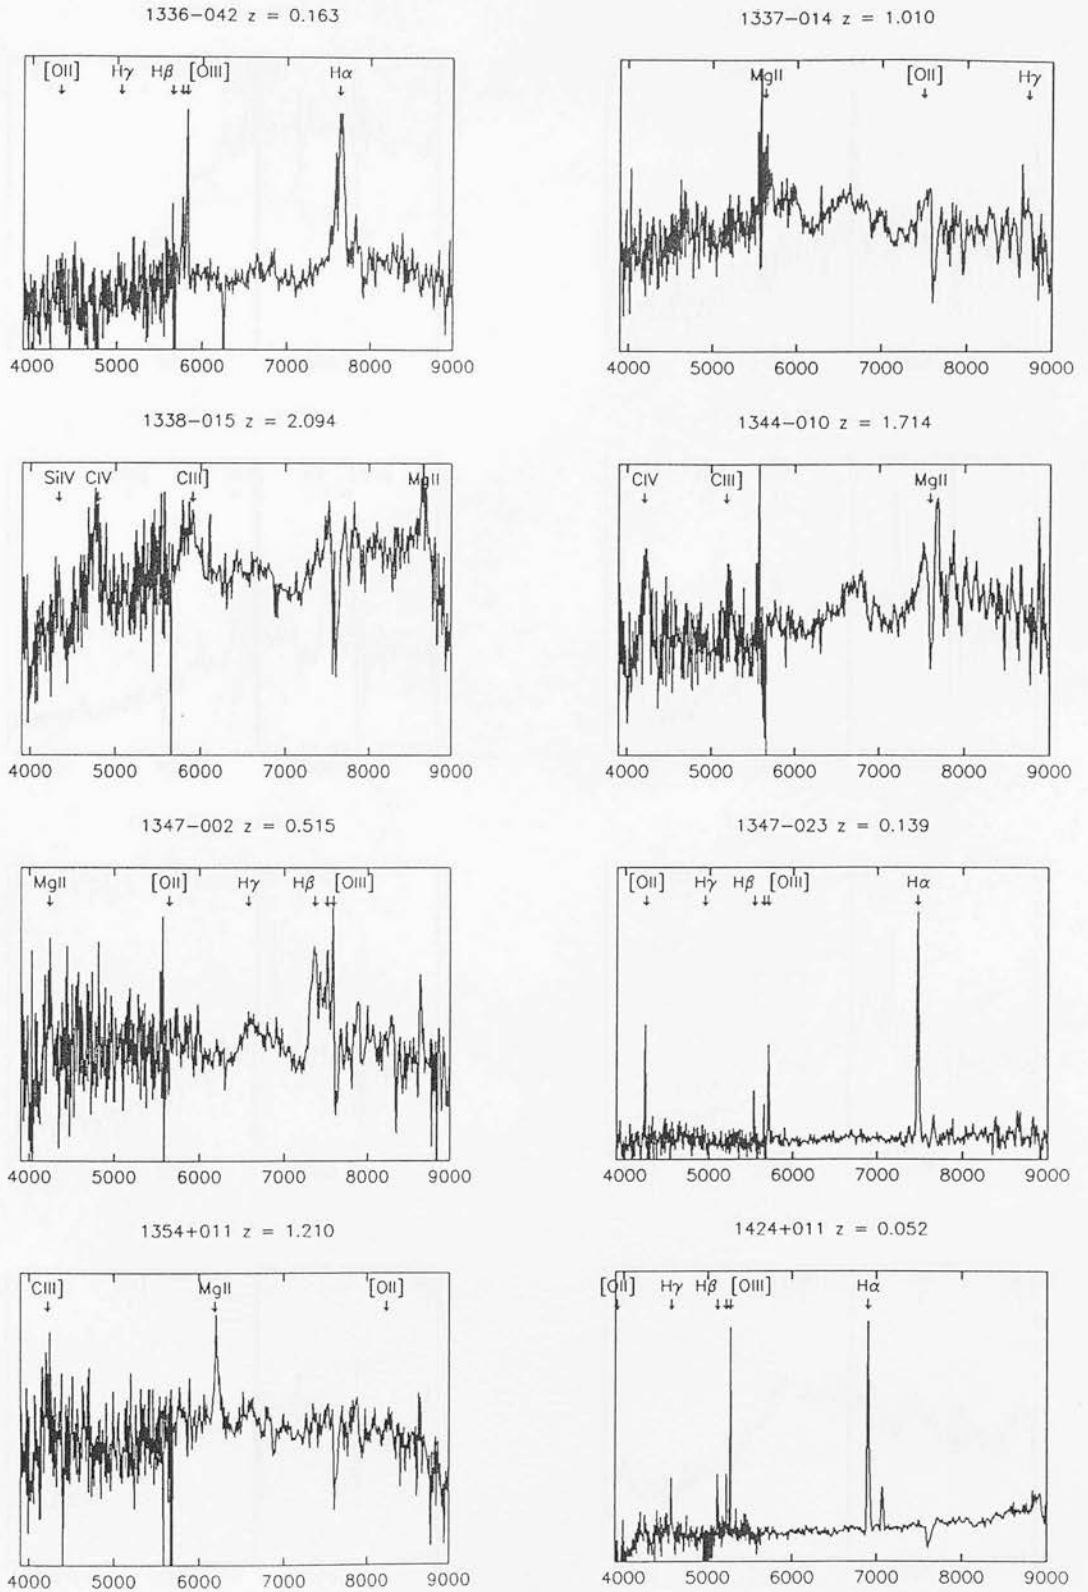 1336−042 z = 0.163
[OII] Hγ Hβ [OIII] Hα
4000 5000 6000 7000 8000 9000
1337−014 z = 1.010
MgII [OII] Hγ
4000 5000 6000 7000 8000 9000
1338−015 z = 2.094
SiIV CIV CIII] MgII
4000 5000 6000 7000 8000 9000
1344−010 z = 1.714
CIV CIII] MgII
4000 5000 6000 7000 8000 9000
1347−002 z = 0.515
MgII [OII] Hγ Hβ [OIII]
4000 5000 6000 7000 8000 9000
1347−023 z = 0.139
[OII] Hγ Hβ [OIII] Hα
4000 5000 6000 7000 8000 9000
1354+011 z = 1.210
CIII] MgII [OII]
4000 5000 6000 7000 8000 9000
1424+011 z = 0.052
[OII] Hγ Hβ [OIII] Hα
4000 5000 6000 7000 8000 9000